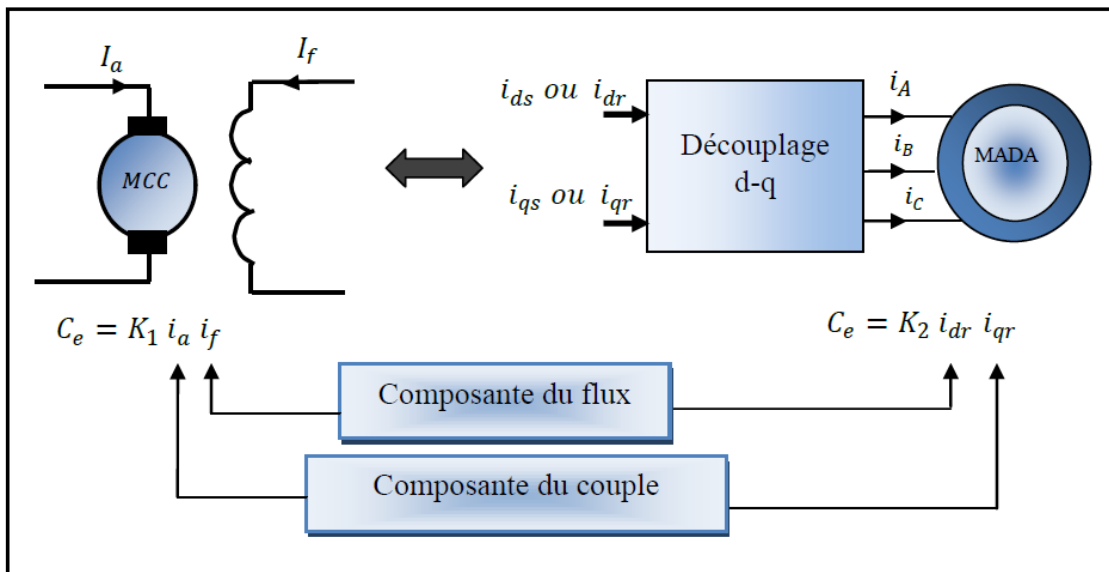 I_a
I_f
MCC
i_ds ou i_dr
i_qs ou i_qr
Découplage
d-q
i_A
i_B
i_C
MADA
C_e = K_1 i_a i_f
C_e = K_2 i_dr i_qr
Composante du flux
Composante du couple